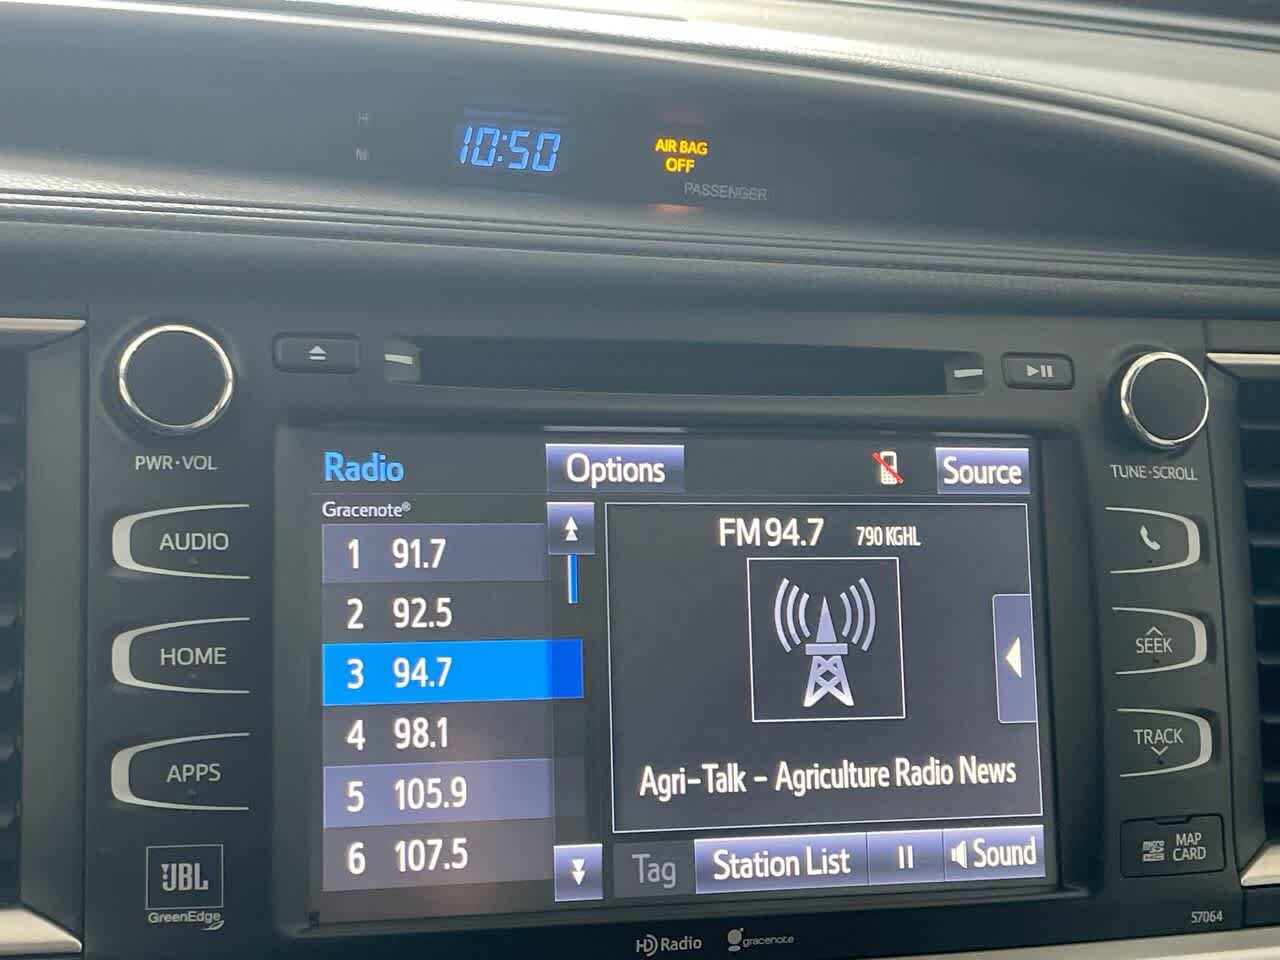 10:50
AIR BAG
OFF
PASSENGER
PWR·VOL
TUNE·SCROLL
Radio
Options
Source
Gracenote®
1 91.7
2 92.5
3 94.7
4 98.1
5 105.9
6 107.5
FM 94.7 790 KGHL
Agri-Talk - Agriculture Radio News
Tag
Station List
Sound
AUDIO
HOME
APPS
SEEK
TRACK
MAP
CARD
JBL
GreenEdge
57064
HD Radio
gracenote